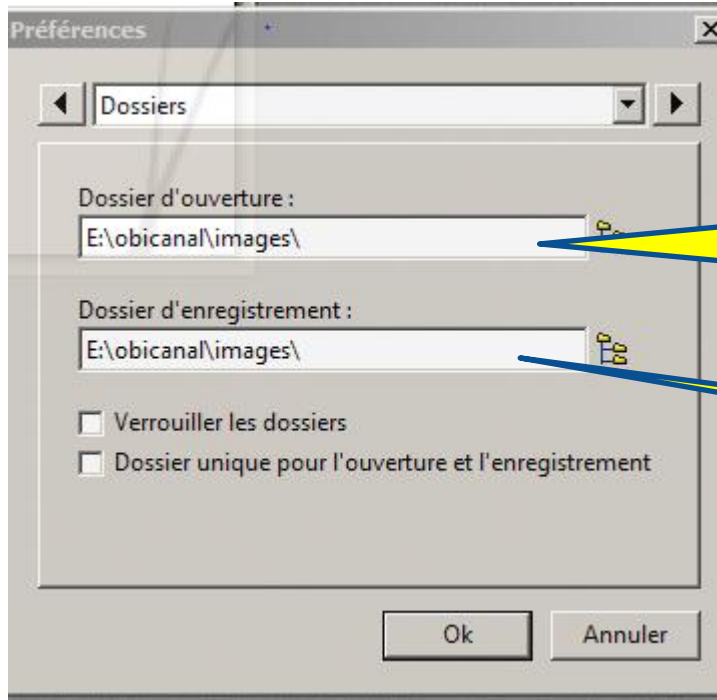 Préférences
Dossiers
Dossier d'ouverture :
E:\obicanal\images\
Dossier d'enregistrement :
E:\obicanal\images\
Verrouiller les dossiers
Dossier unique pour l'ouverture et l'enregistrement
Ok
Annuler